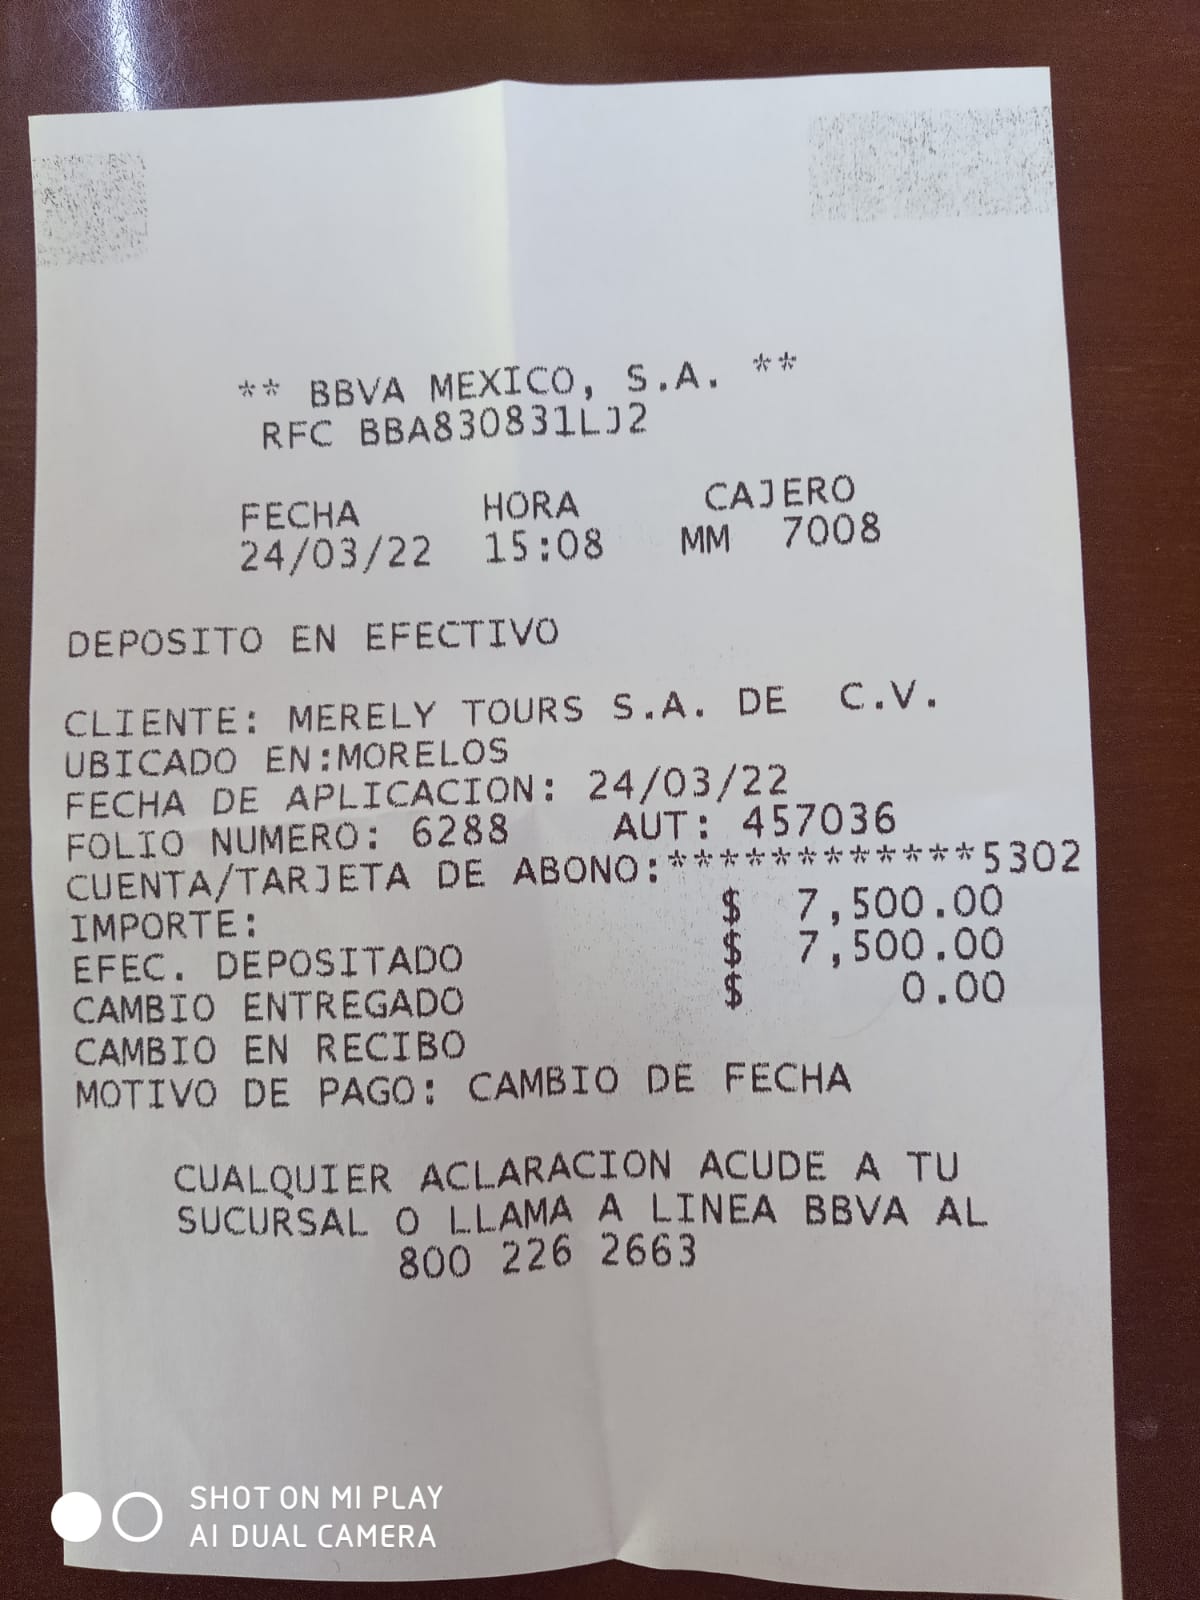 ** BBVA MEXICO, S.A. **
RFC BBA830831LJ2
FECHA HORA CAJERO
24/03/22 15:08 MM 7008
DEPOSITO EN EFECTIVO
CLIENTE: MERELY TOURS S.A. DE C.V.
UBICADO EN:MORELOS
FECHA DE APLICACION: 24/03/22
FOLIO NUMERO: 6288 AUT: 457036
CUENTA/TARJETA DE ABONO:************5302
IMPORTE: $ 7,500.00
EFEC. DEPOSITADO $ 7,500.00
CAMBIO ENTREGADO $ 0.00
CAMBIO EN RECIBO
MOTIVO DE PAGO: CAMBIO DE FECHA
CUALQUIER ACLARACION ACUDE A TU
SUCURSAL O LLAMA A LINEA BBVA AL
800 226 2663
SHOT ON MI PLAY
AI DUAL CAMERA